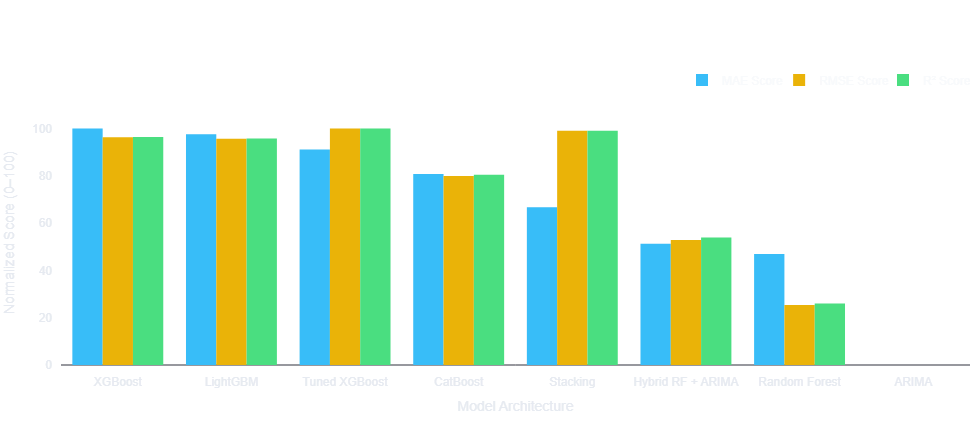 MAE Score RMSE Score R² Score
Normalized Score (0–100)
100
80
60
40
20
0
XGBoost LightGBM Tuned XGBoost CatBoost Stacking Hybrid RF + ARIMA Random Forest ARIMA
Model Architecture